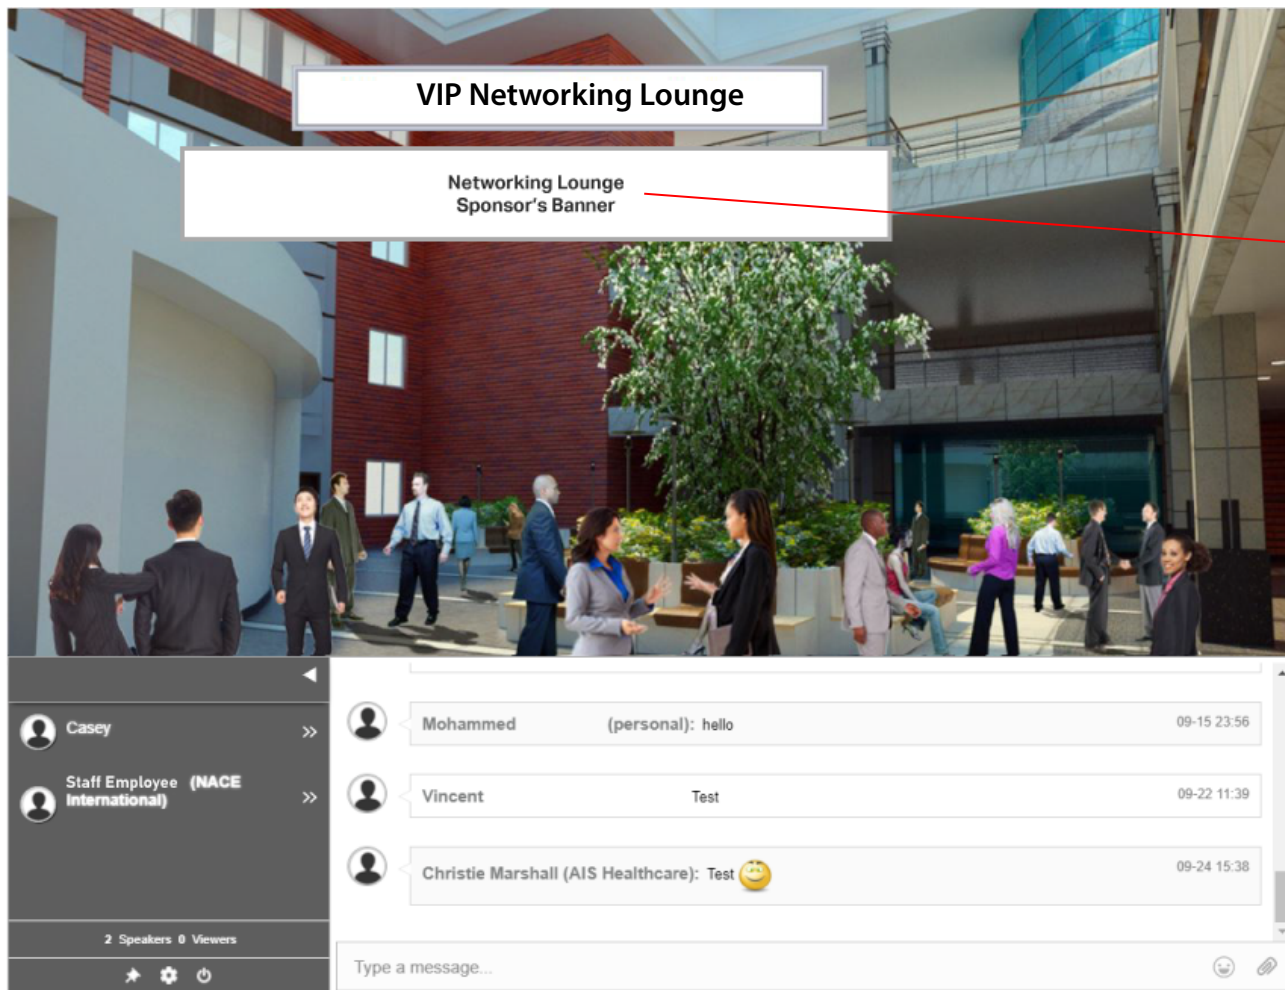 VIP Networking Lounge
Networking Lounge
Sponsor's Banner
Casey
Staff Employee (NACE
International)
2 Speakers 0 Viewers
Mohammed (personal): hello 09-15 23:56
Vincent Test 09-22 11:39
Christie Marshall (AIS Healthcare): Test 09-24 15:38
Type a message...